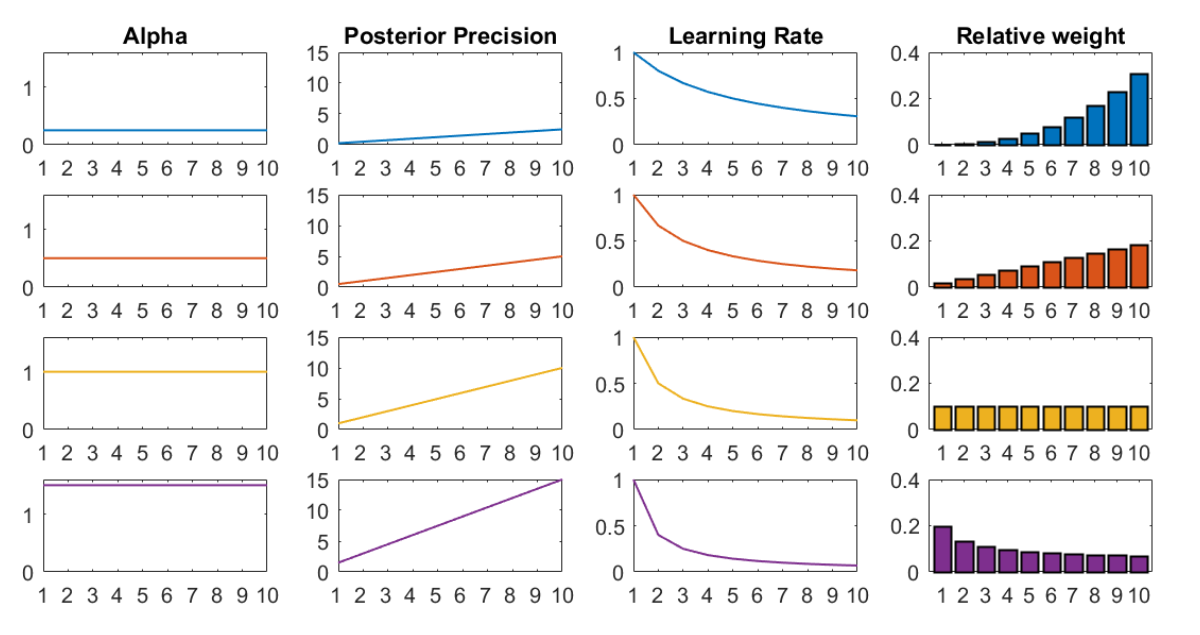 Alpha Posterior Precision Learning Rate Relative weight
1 15 1 0.4
10
0.5 0.2
5
0 0 0 0
1 2 3 4 5 6 7 8 9 10 1 2 3 4 5 6 7 8 9 10 1 2 3 4 5 6 7 8 9 10 1 2 3 4 5 6 7 8 9 10
1 15 1 0.4
10
0.5 0.2
5
0 0 0 0
1 2 3 4 5 6 7 8 9 10 1 2 3 4 5 6 7 8 9 10 1 2 3 4 5 6 7 8 9 10 1 2 3 4 5 6 7 8 9 10
1 15 1 0.4
10
0.5 0.2
5
0 0 0 0
1 2 3 4 5 6 7 8 9 10 1 2 3 4 5 6 7 8 9 10 1 2 3 4 5 6 7 8 9 10 1 2 3 4 5 6 7 8 9 10
1 15 1 0.4
10
0.5 0.2
5
0 0 0 0
1 2 3 4 5 6 7 8 9 10 1 2 3 4 5 6 7 8 9 10 1 2 3 4 5 6 7 8 9 10 1 2 3 4 5 6 7 8 9 10